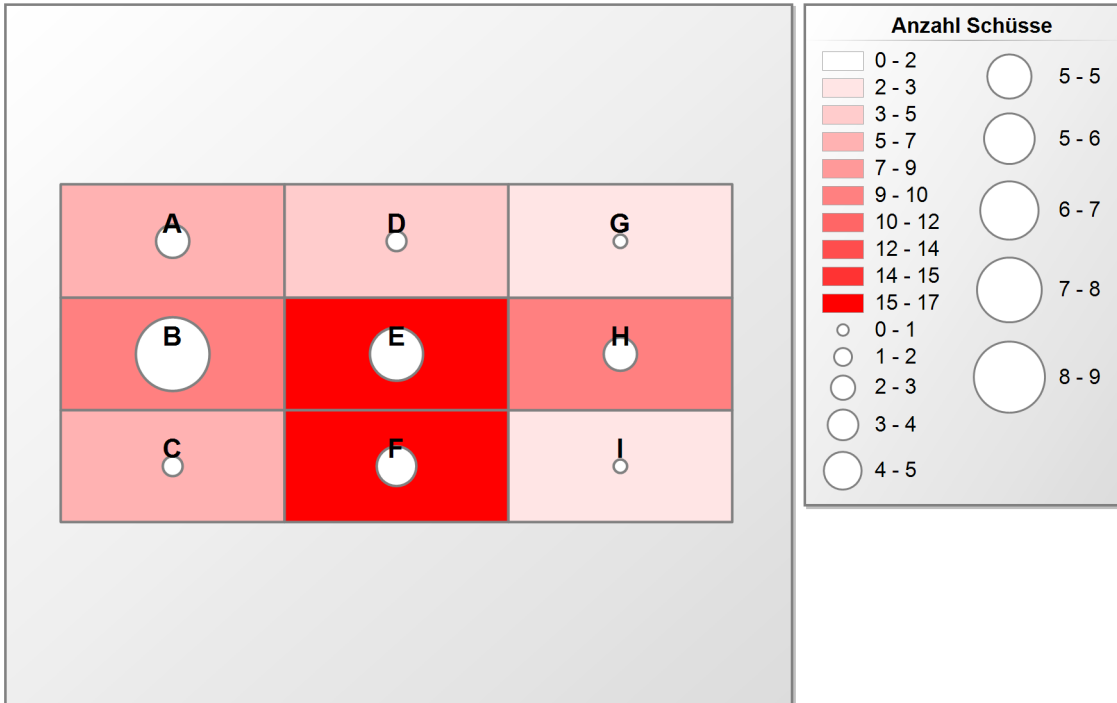 A
D
G
B
E
H
C
F
I
Anzahl Schüsse
0 - 2
2 - 3
3 - 5
5 - 7
7 - 9
9 - 10
10 - 12
12 - 14
14 - 15
15 - 17
0 - 1
1 - 2
2 - 3
3 - 4
4 - 5
5 - 5
5 - 6
6 - 7
7 - 8
8 - 9